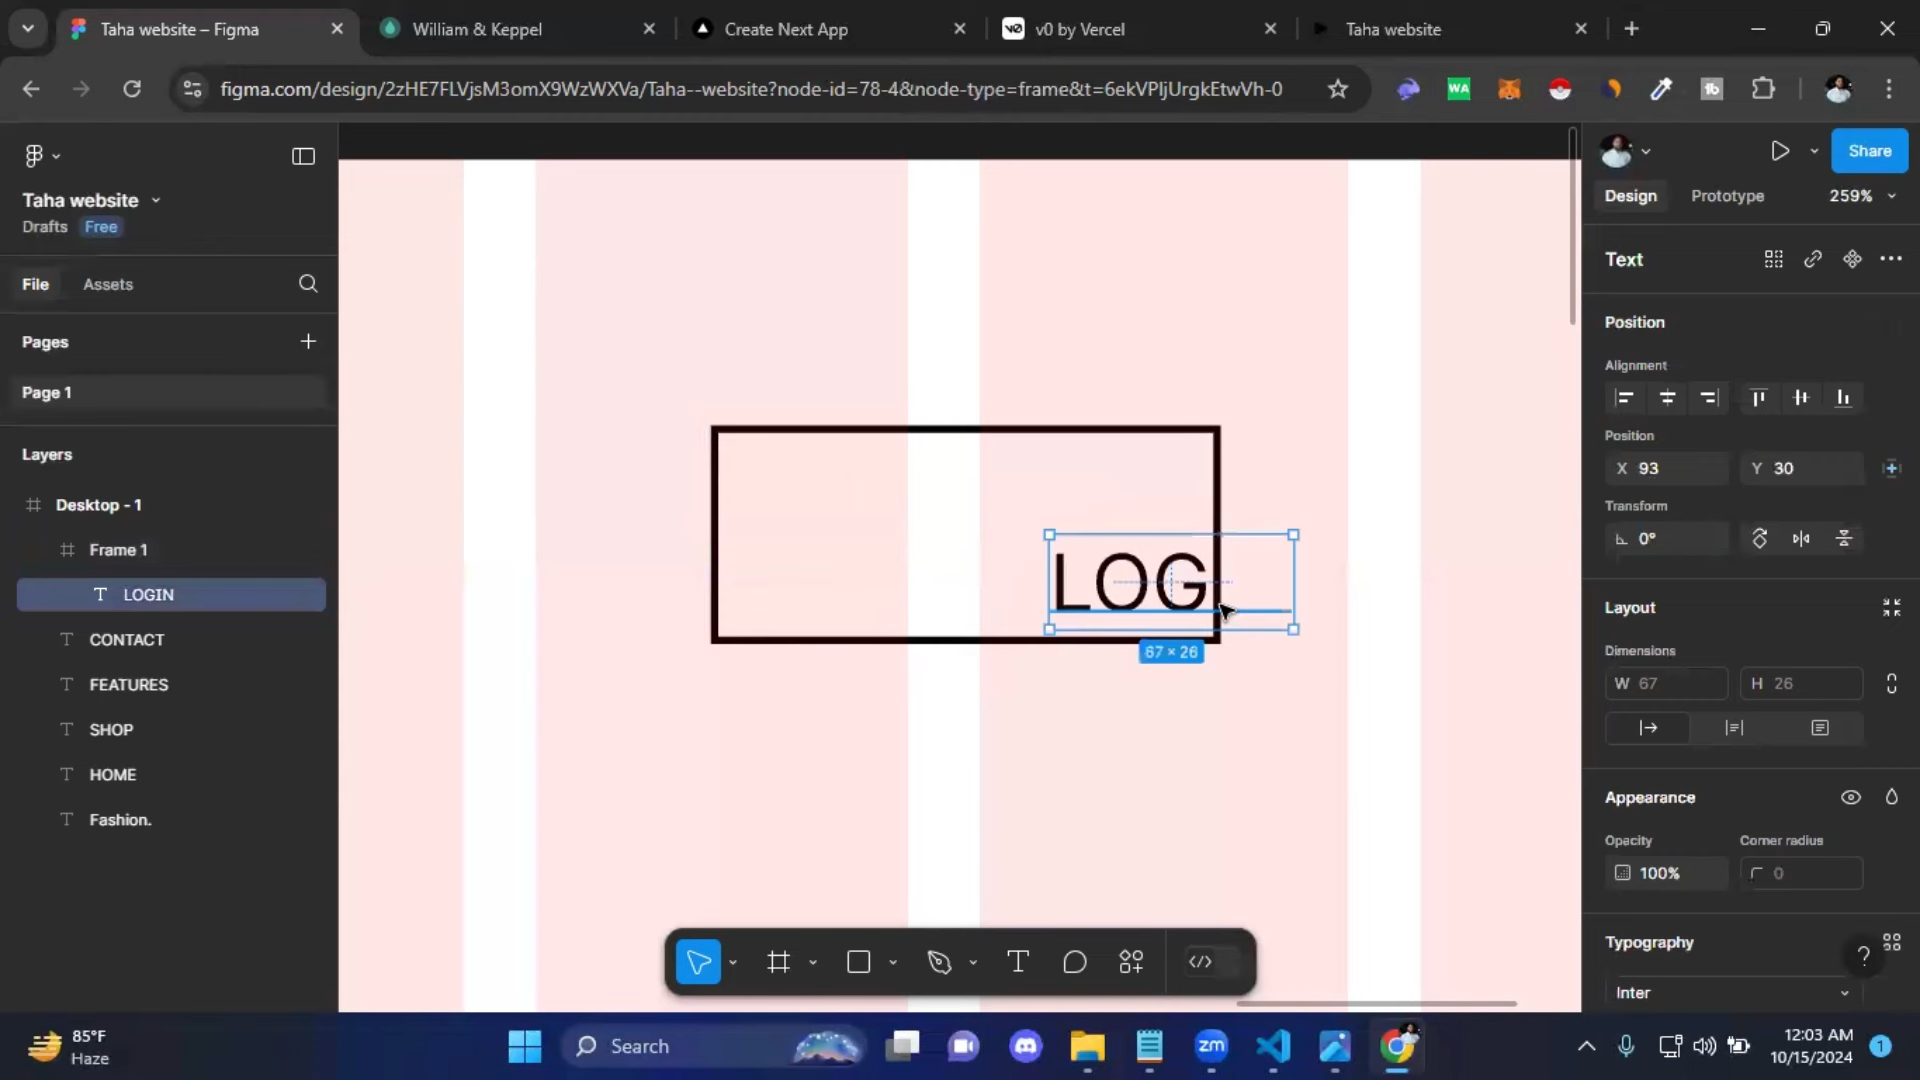 Taha website – Figma
William & Keppel
Create Next App
v0 by Vercel
Taha website
figma.com/design/2zHE7FLVjsM3omX9WzWXVa/Taha--website?node-id=78-4&node-type=frame&t=6ekVPljUrgkEtwVh-0
WA
Taha website
Drafts Free
File Assets
Pages
Page 1
Layers
Desktop - 1
Frame 1
LOGIN
CONTACT
FEATURES
SHOP
HOME
Fashion.
LOG
67 × 26
Share
Design Prototype 259%
Text
Position
Alignment
Position
X 93 Y 30
Transform
0°
Layout
Dimensions
W 67 H 26
Appearance
Opacity Corner radius
100% 0
Typography
?
Inter
85°F
Haze
Search
zm
12:03 AM
10/15/2024
1